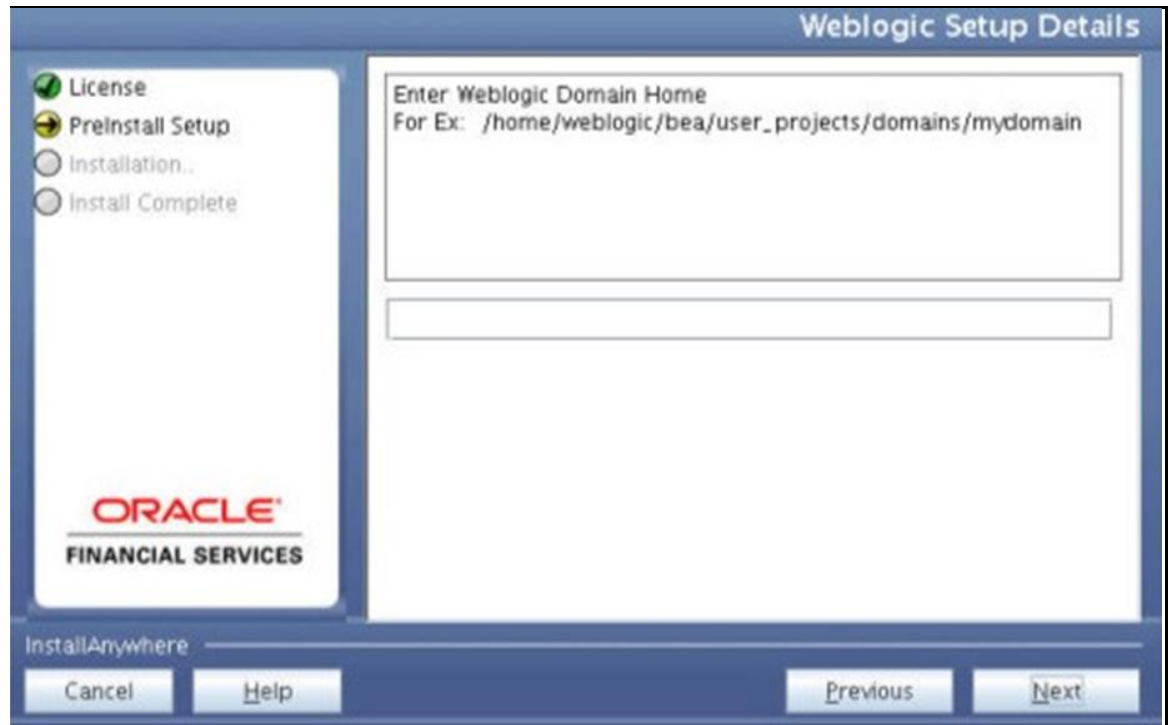 Weblogic Setup Details
License
PreInstall Setup
Installation..
Install Complete
Enter Weblogic Domain Home
For Ex: /home/weblogic/bea/user_projects/domains/mydomain
ORACLE
FINANCIAL SERVICES
InstallAnywhere
Cancel
Help
Previous
Next